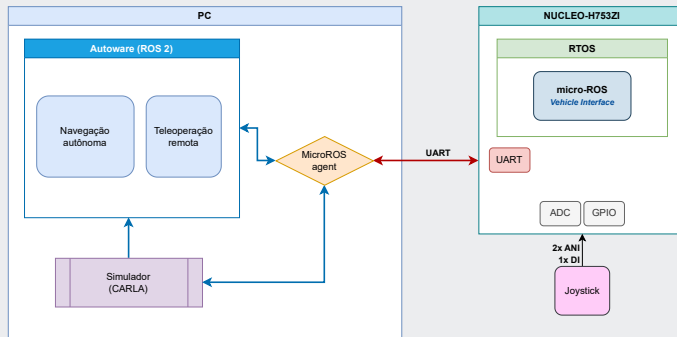 PC
Autoware (ROS 2)
Navegação
autônoma
Teleoperação
remota
MicroROS
agent
Simulador
(CARLA)
UART
NUCLEO-H753ZI
RTOS
micro-ROS
Vehicle Interface
UART
ADC
GPIO
2x ANI
1x DI
Joystick